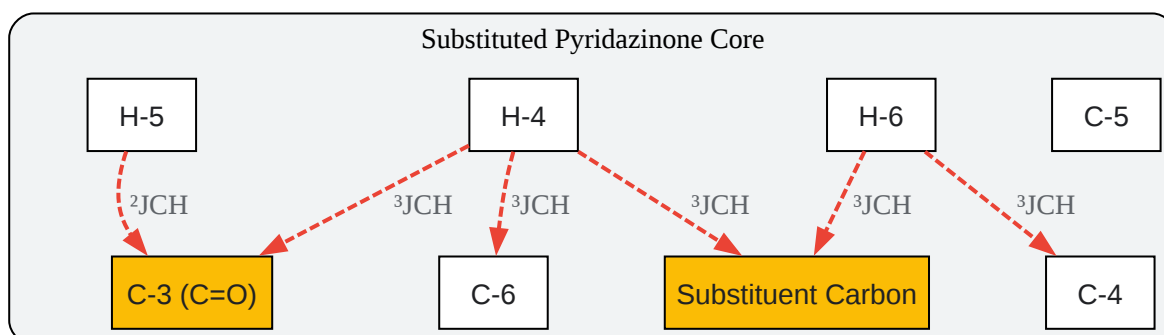 Substituted Pyridazinone Core
H-5
H-4
H-6
C-5
²JCH
³JCH
³JCH
³JCH
³JCH
³JCH
C-3 (C=O)
C-6
Substituent Carbon
C-4